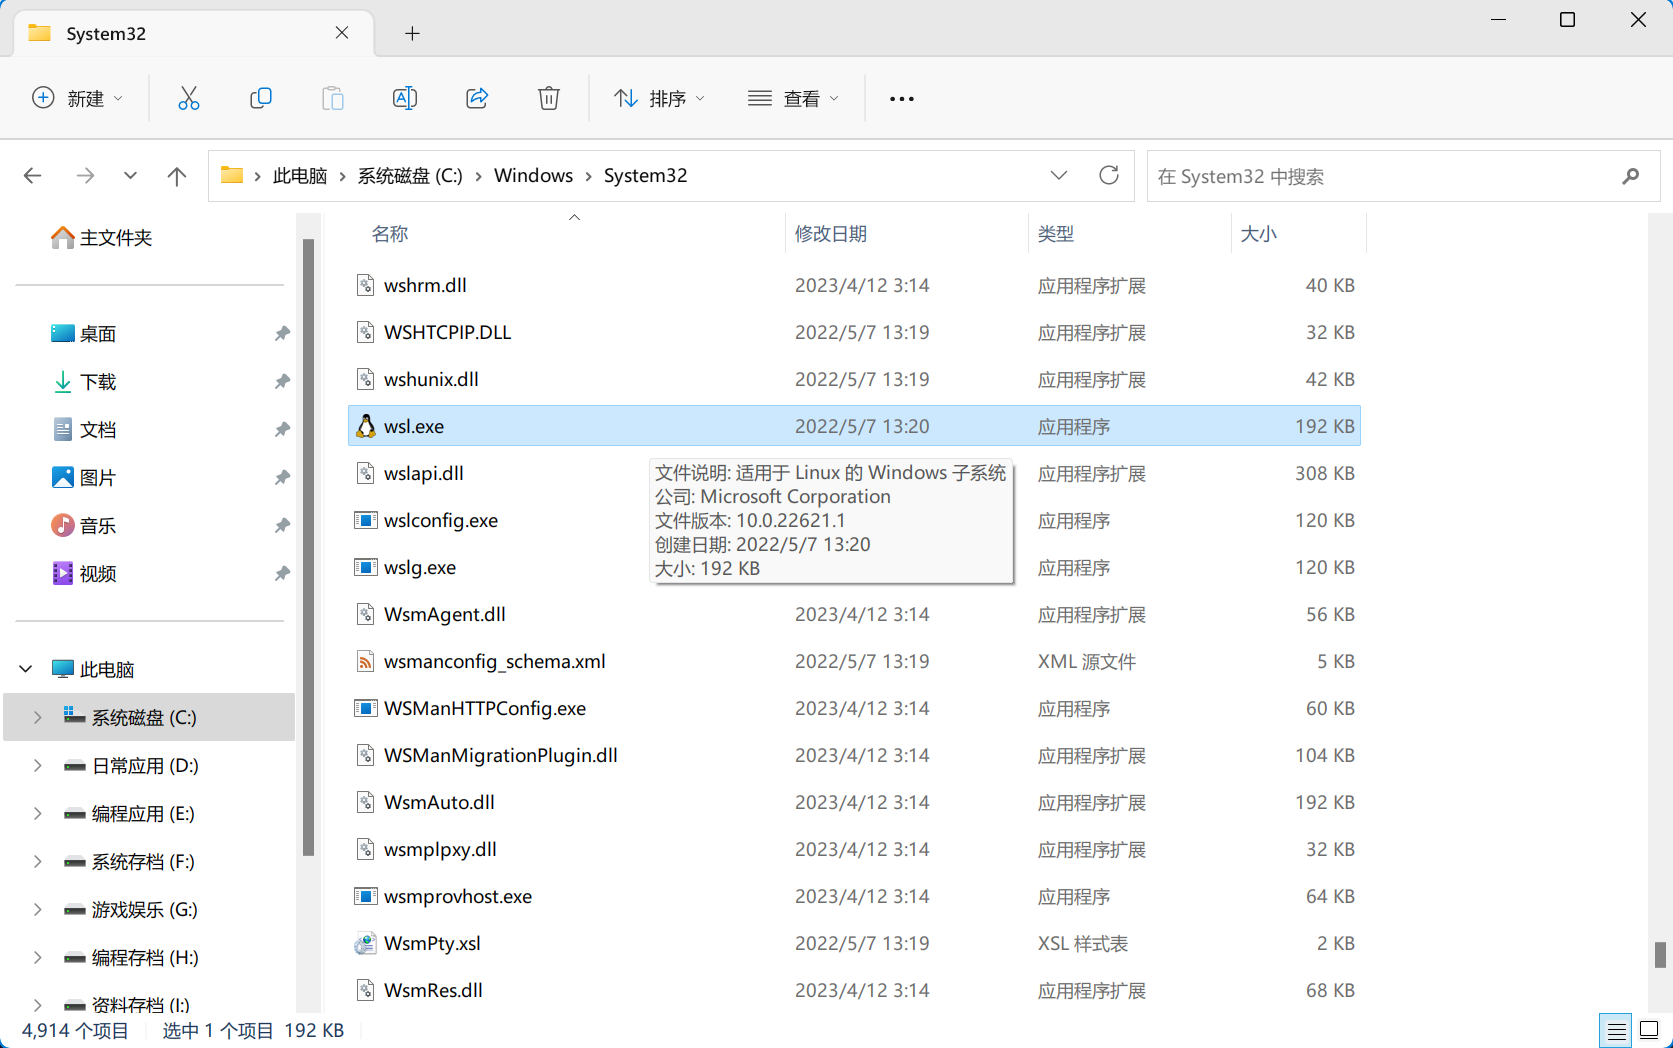 System32
新建
排序
查看
此电脑 系统磁盘 (C:) Windows System32
在 System32 中搜索
主文件夹
桌面
下载
文档
图片
音乐
视频
此电脑
系统磁盘 (C:)
日常应用 (D:)
编程应用 (E:)
系统存档 (F:)
游戏娱乐 (G:)
编程存档 (H:)
资料存档 (I:)
名称 修改日期 类型 大小
wshrm.dll 2023/4/12 3:14 应用程序扩展 40 KB
WSHTCPIP.DLL 2022/5/7 13:19 应用程序扩展 32 KB
wshunix.dll 2022/5/7 13:19 应用程序扩展 42 KB
wsl.exe 2022/5/7 13:20 应用程序 192 KB
wslapi.dll 应用程序扩展 308 KB
wslconfig.exe 应用程序 120 KB
wslg.exe 应用程序 120 KB
文件说明: 适用于 Linux 的 Windows 子系统
公司: Microsoft Corporation
文件版本: 10.0.22621.1
创建日期: 2022/5/7 13:20
大小: 192 KB
WsmAgent.dll 2023/4/12 3:14 应用程序扩展 56 KB
wsmanconfig_schema.xml 2022/5/7 13:19 XML 源文件 5 KB
WSManHTTPConfig.exe 2023/4/12 3:14 应用程序 60 KB
WSManMigrationPlugin.dll 2023/4/12 3:14 应用程序扩展 104 KB
WsmAuto.dll 2023/4/12 3:14 应用程序扩展 192 KB
wsmplpxy.dll 2023/4/12 3:14 应用程序扩展 32 KB
wsmprovhost.exe 2023/4/12 3:14 应用程序 64 KB
WsmPty.xsl 2022/5/7 13:19 XSL 样式表 2 KB
WsmRes.dll 2023/4/12 3:14 应用程序扩展 68 KB
4,914 个项目 选中 1 个项目 192 KB